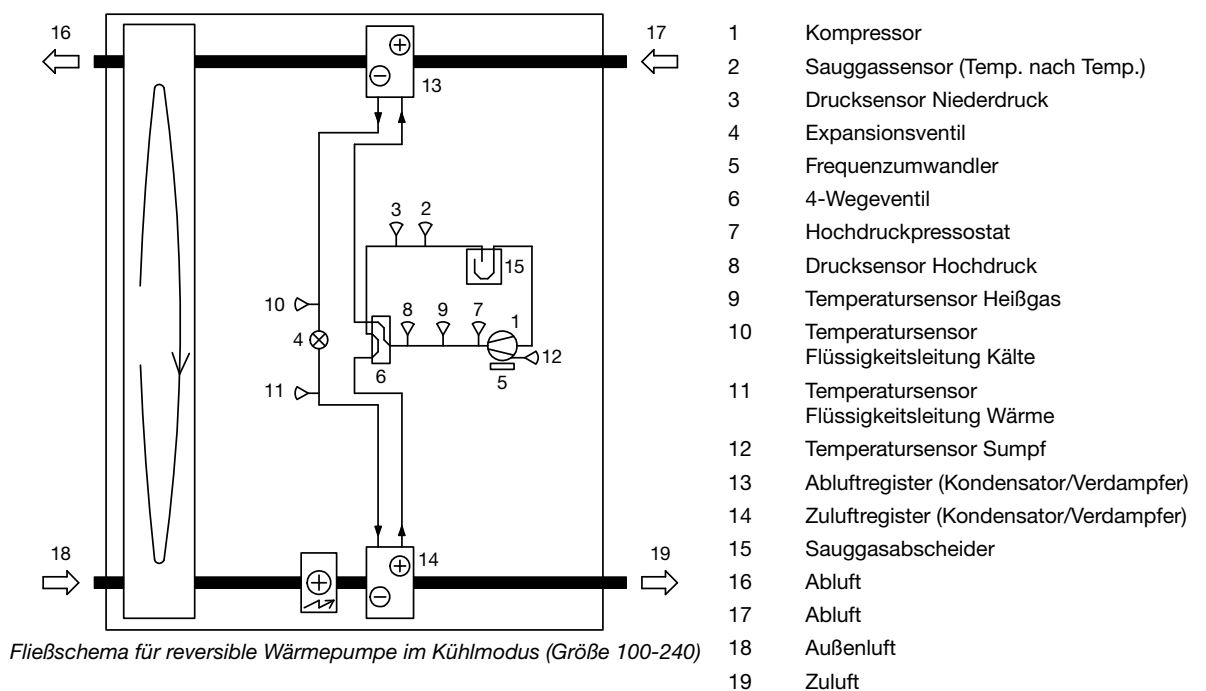 16
17
13
3 2
15
10
8 9 7 1
4
12
6
5
11
18
14
19
Fließschema für reversible Wärmepumpe im Kühlmodus (Größe 100-240)
1 Kompressor
2 Sauggassensor (Temp. nach Temp.)
3 Drucksensor Niederdruck
4 Expansionsventil
5 Frequenzumwandler
6 4-Wegeventil
7 Hochdruckpressostat
8 Drucksensor Hochdruck
9 Temperatursensor Heißgas
10 Temperatursensor
Flüssigkeitsleitung Kälte
11 Temperatursensor
Flüssigkeitsleitung Wärme
12 Temperatursensor Sumpf
13 Abluftregister (Kondensator/Verdampfer)
14 Zuluftregister (Kondensator/Verdampfer)
15 Sauggasabscheider
16 Abluft
17 Abluft
18 Außenluft
19 Zuluft